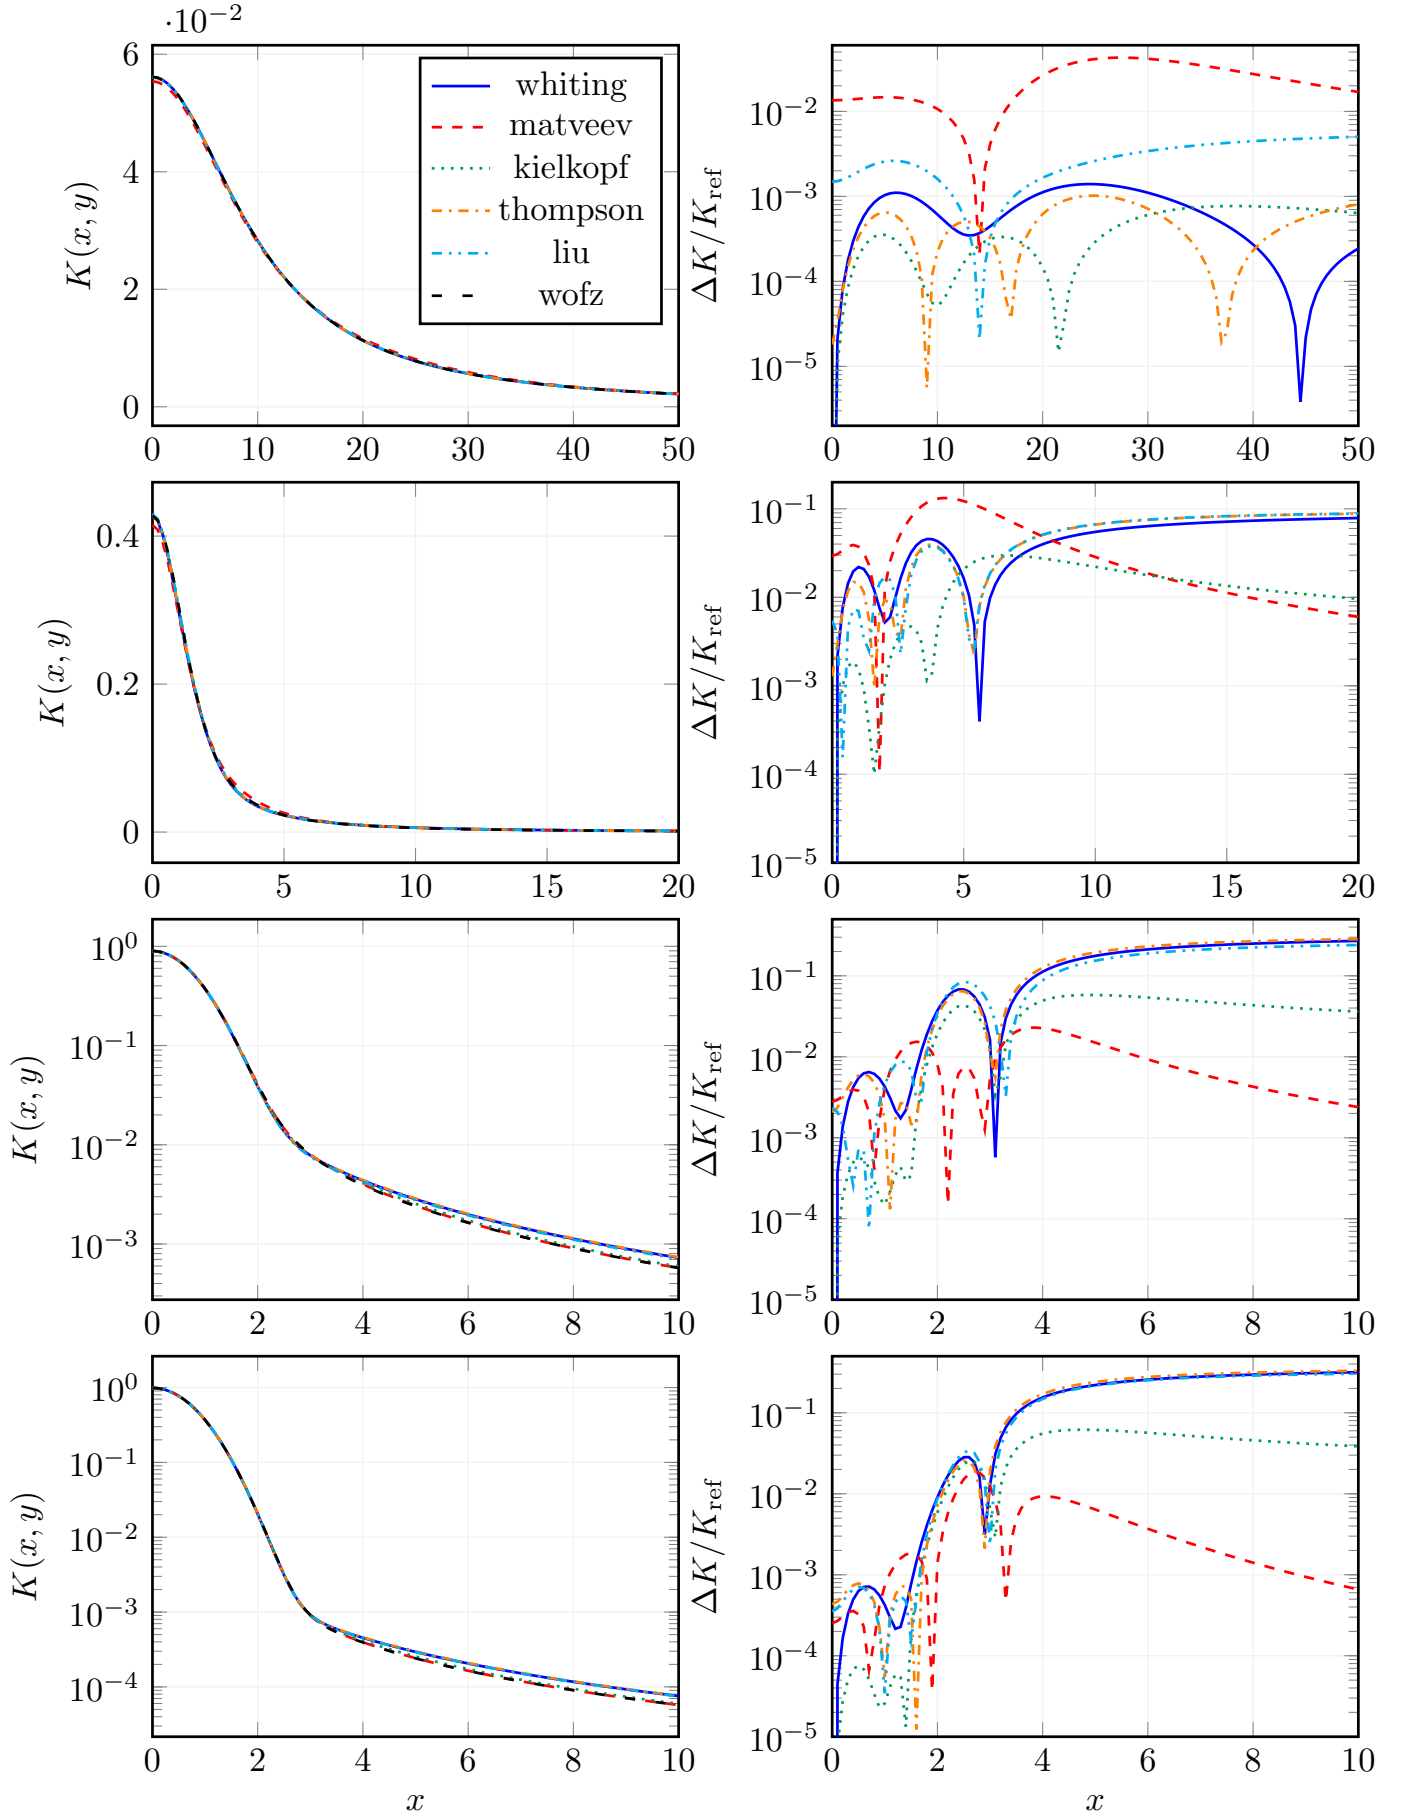 ·10⁻²
6
4
2
0
K(x, y)
0 10 20 30 40 50
whiting
matveev
kielkopf
thompson
liu
wofz
10⁻²
10⁻³
10⁻⁴
10⁻⁵
ΔK/K_ref
0 10 20 30 40 50
0.4
0.2
0
K(x, y)
0 5 10 15 20
10⁻¹
10⁻²
10⁻³
10⁻⁴
10⁻⁵
ΔK/K_ref
0 5 10 15 20
10⁰
10⁻¹
10⁻²
10⁻³
K(x, y)
0 2 4 6 8 10
10⁻¹
10⁻²
10⁻³
10⁻⁴
10⁻⁵
ΔK/K_ref
0 2 4 6 8 10
10⁰
10⁻¹
10⁻²
10⁻³
10⁻⁴
K(x, y)
0 2 4 6 8 10
x
10⁻¹
10⁻²
10⁻³
10⁻⁴
10⁻⁵
ΔK/K_ref
0 2 4 6 8 10
x